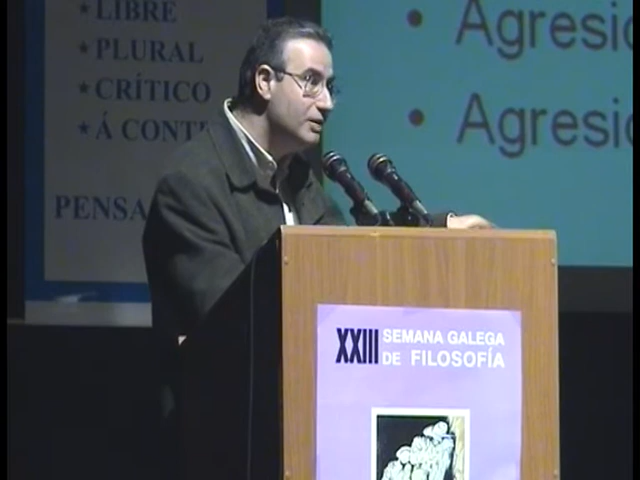 ★LIBRE
★PLURAL
★CRÍTICO
★Á
PENSA
• Agresio
• Agresio
XXIII SEMANA GALEGA
DE FILOSOFÍA